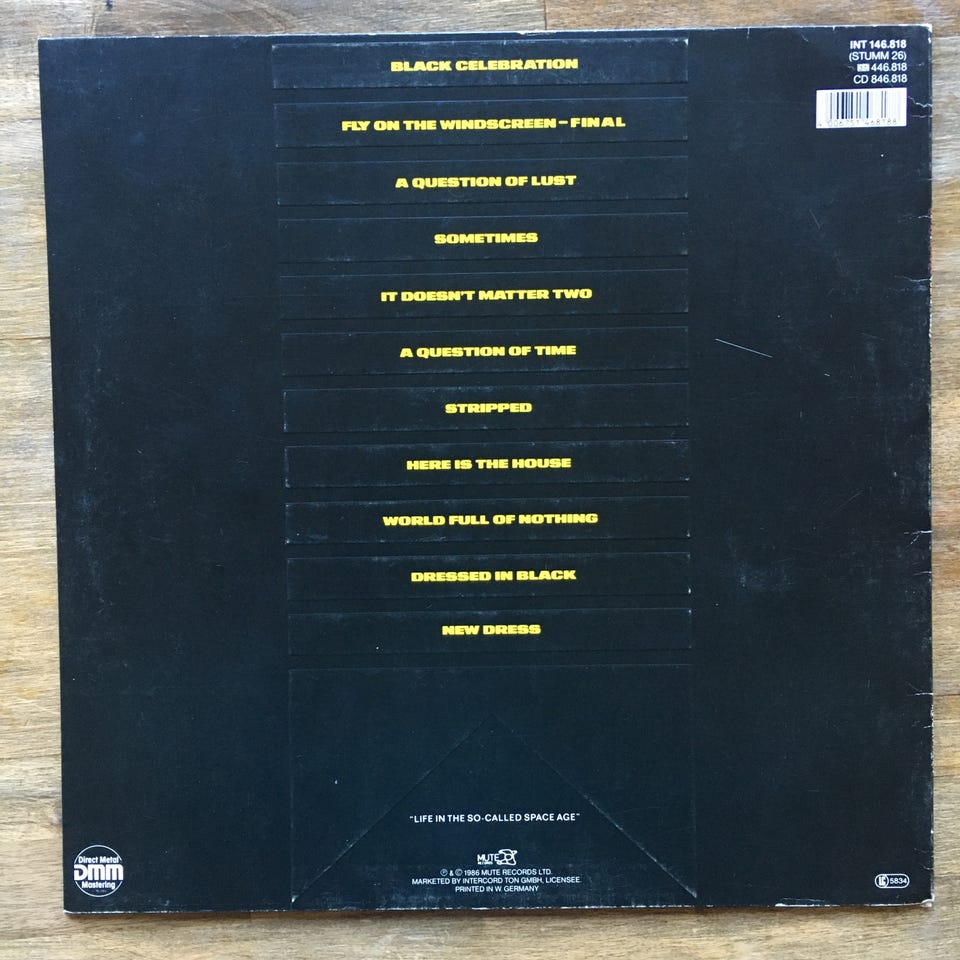 BLACK CELEBRATION
FLY ON THE WINDSCREEN – FINAL
A QUESTION OF LUST
SOMETIMES
IT DOESN'T MATTER TWO
A QUESTION OF TIME
STRIPPED
HERE IS THE HOUSE
WORLD FULL OF NOTHING
DRESSED IN BLACK
NEW DRESS
INT 146.818
(STUMM 26)
446.818
CD 846.818
"LIFE IN THE SO-CALLED SPACE AGE"
MUTE
RECORDS
℗ & © 1986 MUTE RECORDS LTD.
MARKETED BY INTERCORD TON GMBH, LICENSEE.
PRINTED IN W. GERMANY
Direct Metal
DMM
Mastering
5834